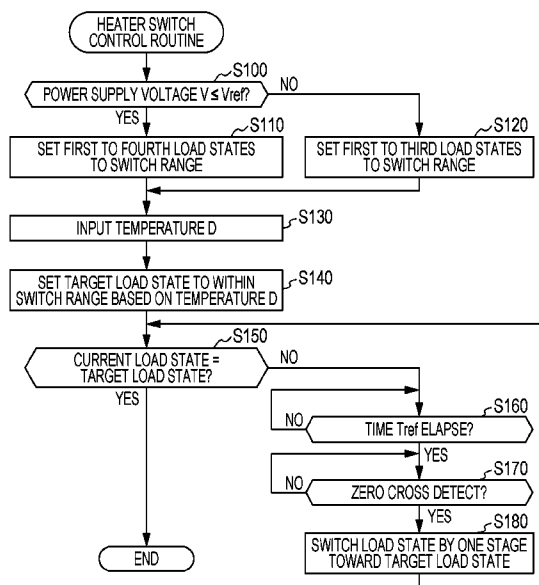 HEATER SWITCH
CONTROL ROUTINE
S100
POWER SUPPLY VOLTAGE V ≤ Vref?
NO
YES
S110
SET FIRST TO FOURTH LOAD STATES
TO SWITCH RANGE
S120
SET FIRST TO THIRD LOAD STATES
TO SWITCH RANGE
S130
INPUT TEMPERATURE D
S140
SET TARGET LOAD STATE TO WITHIN
SWITCH RANGE BASED ON TEMPERATURE D
S150
CURRENT LOAD STATE =
TARGET LOAD STATE?
NO
YES
S160
NO
TIME Tref ELAPSE?
YES
S170
NO
ZERO CROSS DETECT?
YES
S180
SWITCH LOAD STATE BY ONE STAGE
TOWARD TARGET LOAD STATE
END